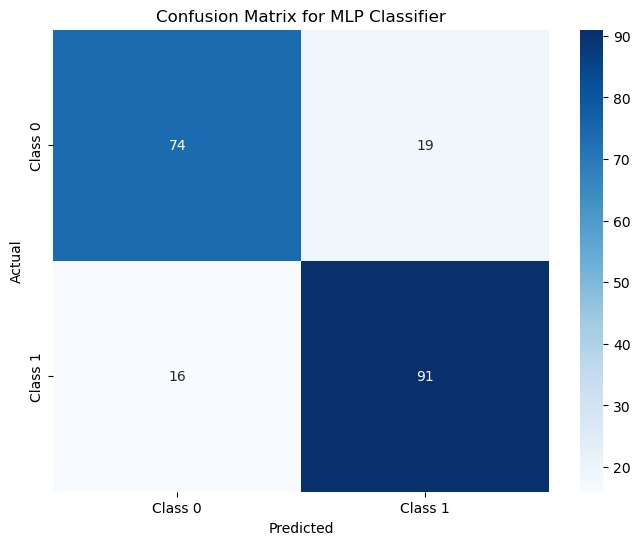 Confusion Matrix for MLP Classifier
Actual
Class 0
74
19
Class 1
16
91
Class 0
Class 1
Predicted
90
80
70
60
50
40
30
20